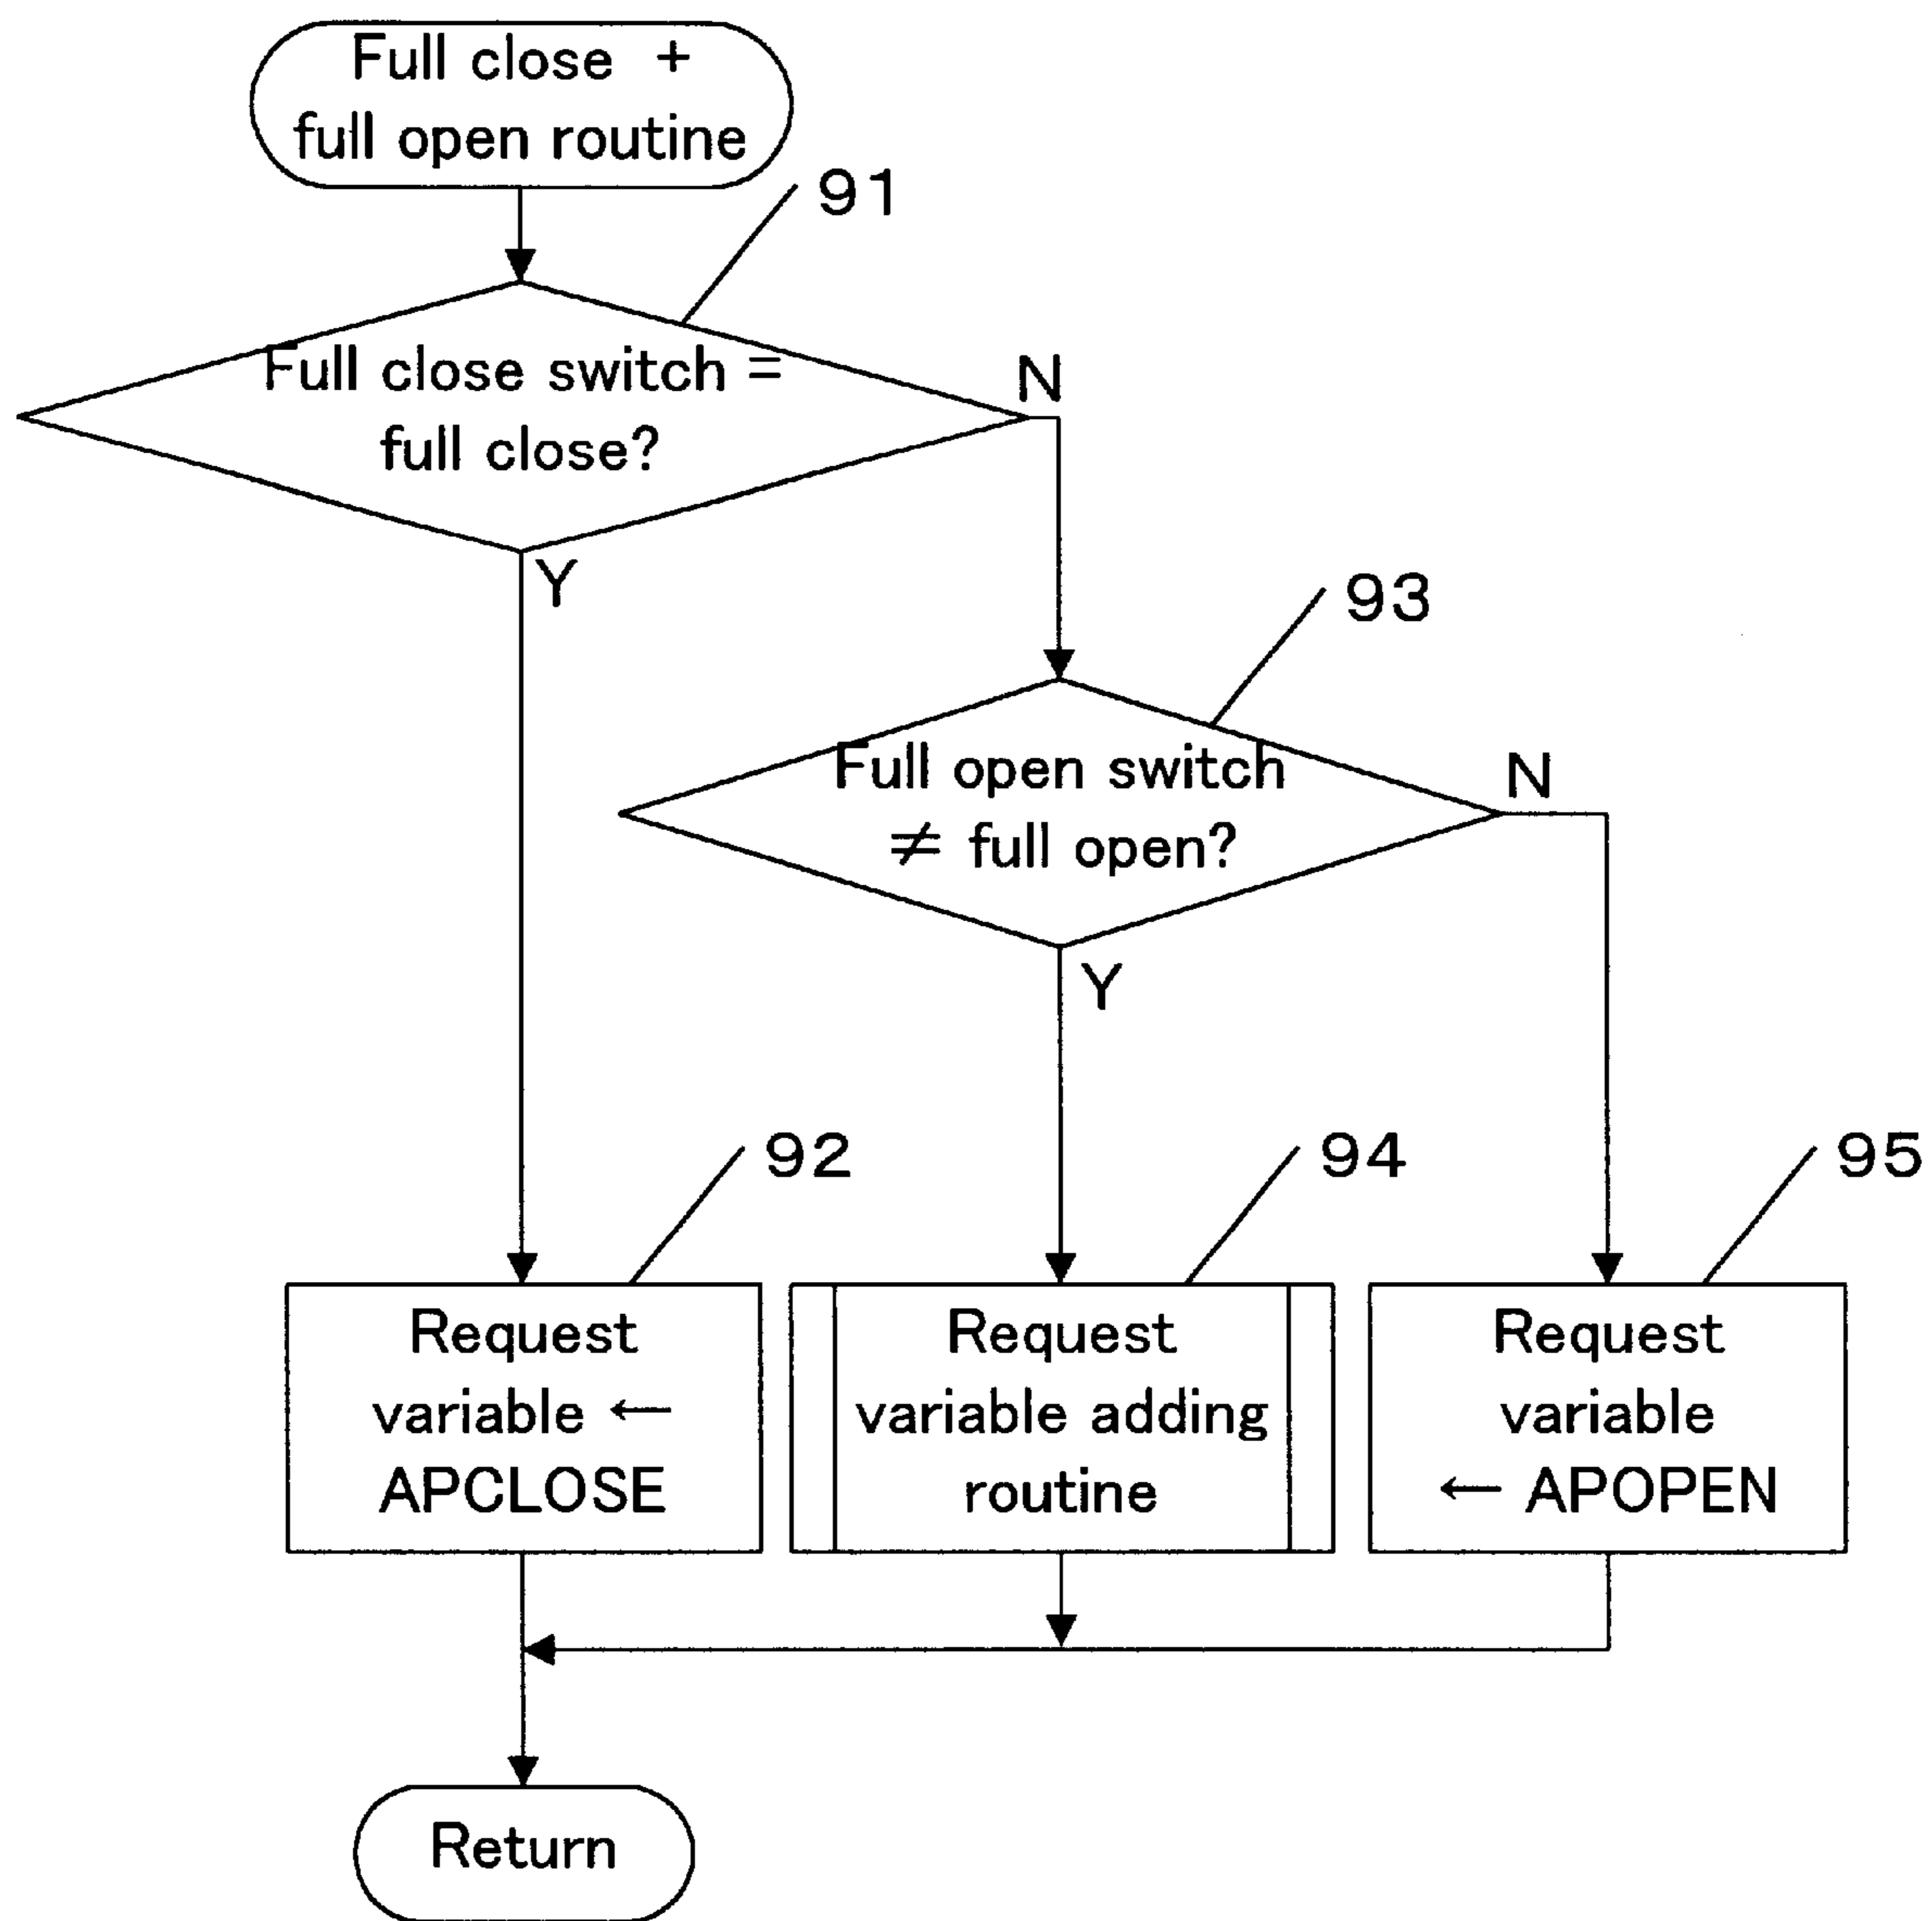 Full close +
full open routine
91
Full close switch =
full close?
N
Y
93
Full open switch
≠ full open?
N
Y
92
94
95
Request
variable ←
APCLOSE
Request
variable adding
routine
Request
variable
← APOPEN
Return